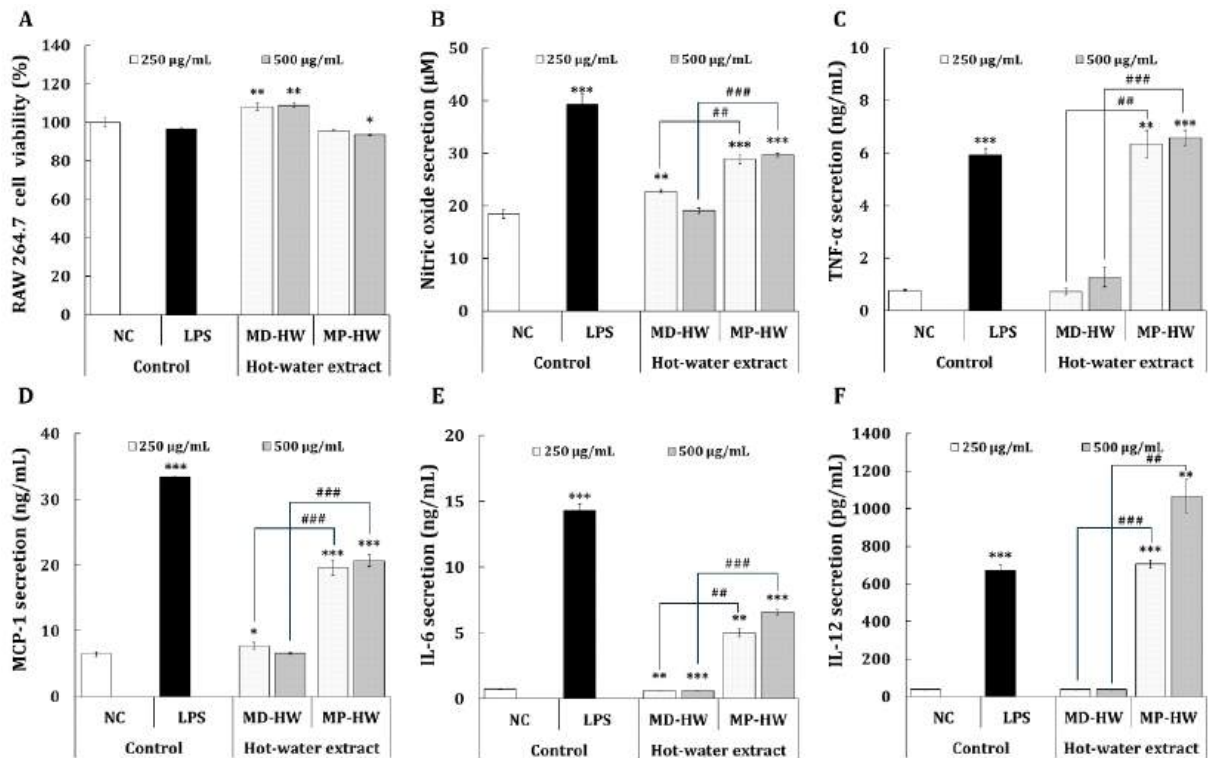 A
RAW 264.7 cell viability (%)
140
120
100
80
60
40
20
0
250 µg/mL
500 µg/mL
**
**
*
NC
LPS
MD-HW
MP-HW
Control
Hot-water extract
B
Nitric oxide secretion (µM)
50
40
30
20
10
0
250 µg/mL
500 µg/mL
***
###
##
***
***
**
NC
LPS
MD-HW
MP-HW
Control
Hot-water extract
C
TNF-α secretion (ng/mL)
8
6
4
2
0
250 µg/mL
500 µg/mL
###
##
**
***
***
NC
LPS
MD-HW
MP-HW
Control
Hot-water extract
D
MCP-1 secretion (ng/mL)
40
30
20
10
0
250 µg/mL
500 µg/mL
***
###
###
***
***
*
NC
LPS
MD-HW
MP-HW
Control
Hot-water extract
E
IL-6 secretion (ng/mL)
20
15
10
5
0
250 µg/mL
500 µg/mL
***
###
##
***
**
**
***
NC
LPS
MD-HW
MP-HW
Control
Hot-water extract
F
IL-12 secretion (pg/mL)
1400
1200
1000
800
600
400
200
0
250 µg/mL
500 µg/mL
##
**
###
***
***
NC
LPS
MD-HW
MP-HW
Control
Hot-water extract